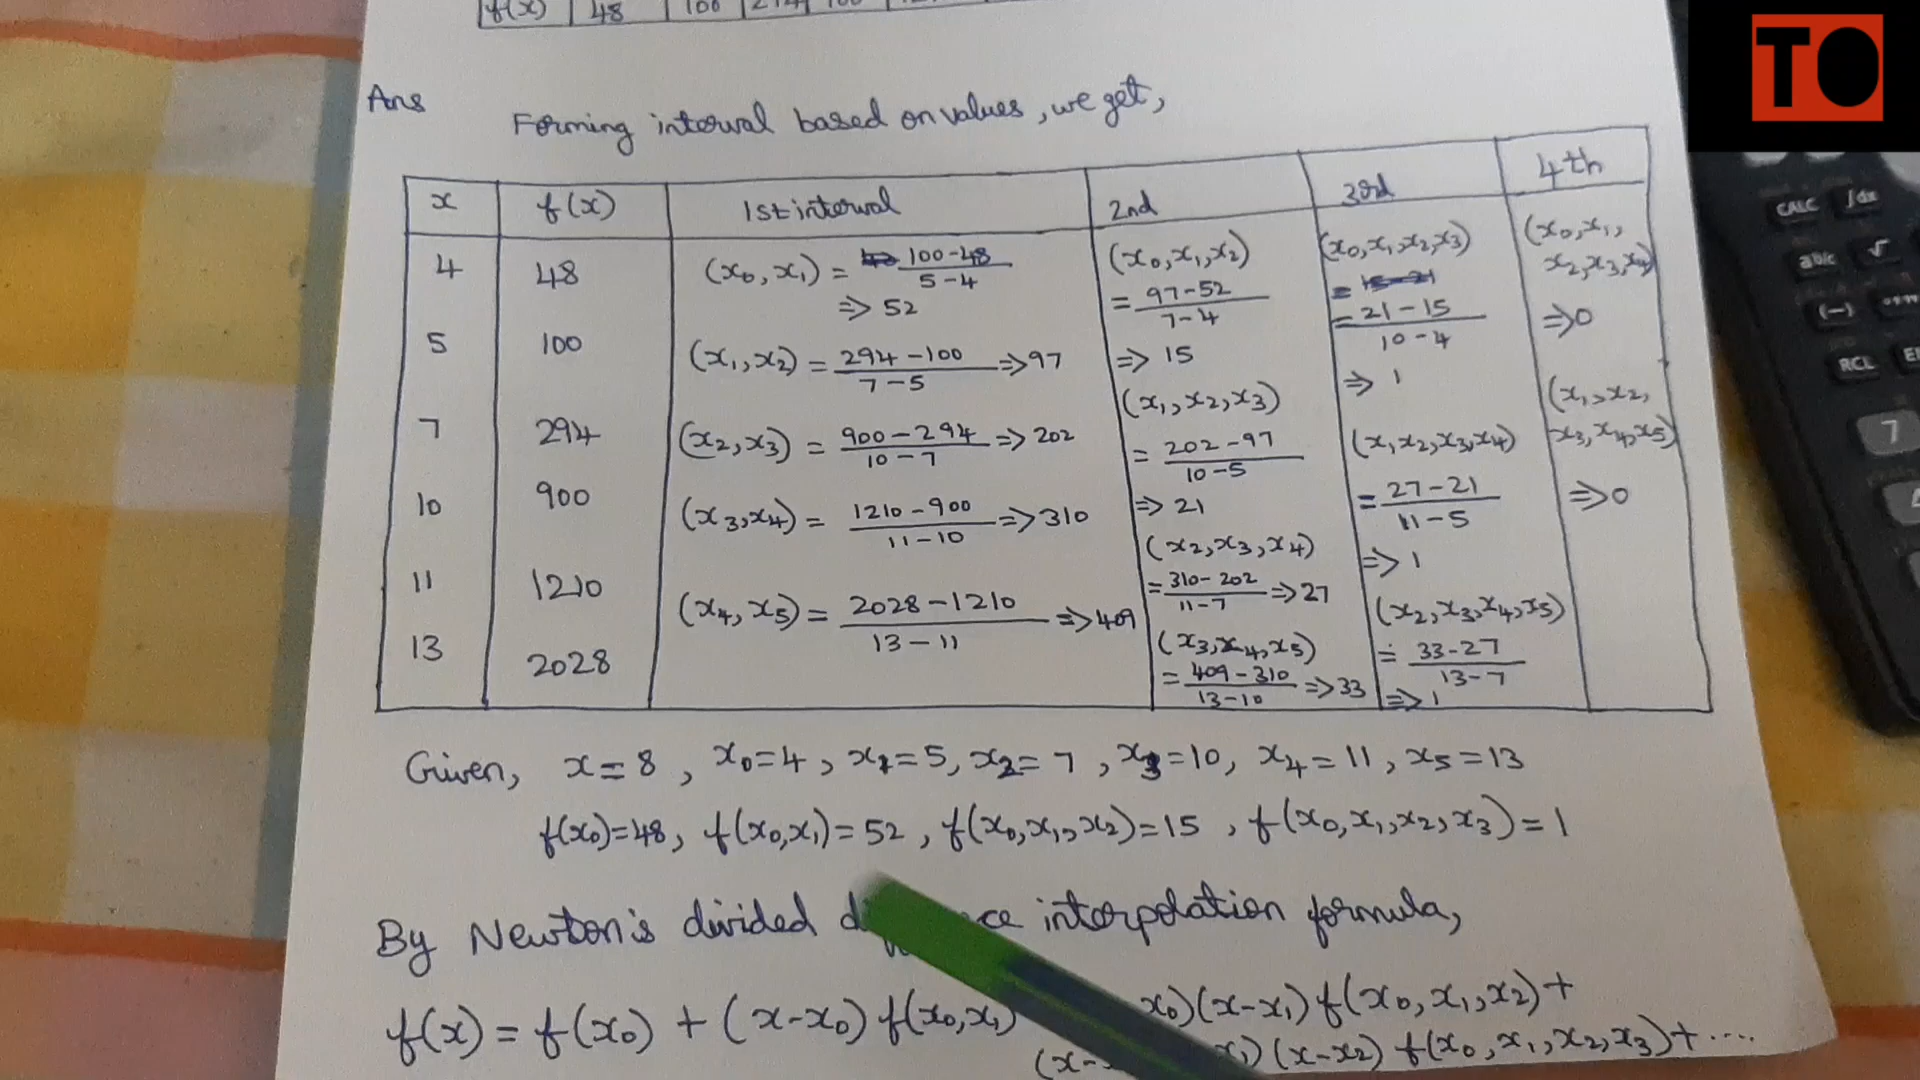 f(x) 48 100
TO
Ans
Forming interval based on values, we get,
x f(x) 1st interval 2nd 3rd 4th
4 48 (x₀, x₁) = 100-48 / 5-4
=> 52
5 100 (x₁, x₂) = 294-100 / 7-5 => 97
7 294 (x₂, x₃) = 900-294 / 10-7 => 202
10 900 (x₃, x₄) = 1210-900 / 11-10 => 310
11 1210 (x₄, x₅) = 2028-1210 / 13-11 => 409
13 2028
(x₀, x₁, x₂)
= 97-52 / 7-4
=> 15
(x₁, x₂, x₃)
= 202-97 / 10-5
=> 21
(x₂, x₃, x₄)
= 310-202 / 11-7 => 27
(x₃, x₄, x₅)
= 409-310 / 13-10 => 33
(x₀, x₁, x₂, x₃)
= 21-15 / 10-4
=> 1
(x₁ x₂, x₃, x₄)
= 27-21 / 11-5
=> 1
(x₂, x₃, x₄, x₅)
= 33-27 / 13-7
=> 1
(x₀, x₁,
x₂, x₃, x₄)
=> 0
(x₁, x₂,
x₃, x₄, x₅)
=> 0
Given, x = 8, x₀=4, x₁=5, x₂=7, x₃=10, x₄=11, x₅=13
f(x₀)=48, f(x₀,x₁)=52, f(x₀,x₁,x₂)=15, f(x₀,x₁,x₂,x₃)=1
By Newton's divided interpolation formula,
f(x) = f(x₀) + (x-x₀) f(x₀,x₁) x₀)(x-x₁) f(x₀,x₁,x₂)+
(x- x₁)(x-x₂) f(x₀,x₁,x₂,x₃)+....
CALC ∫dx
ab/c √
(-)
RCL
7